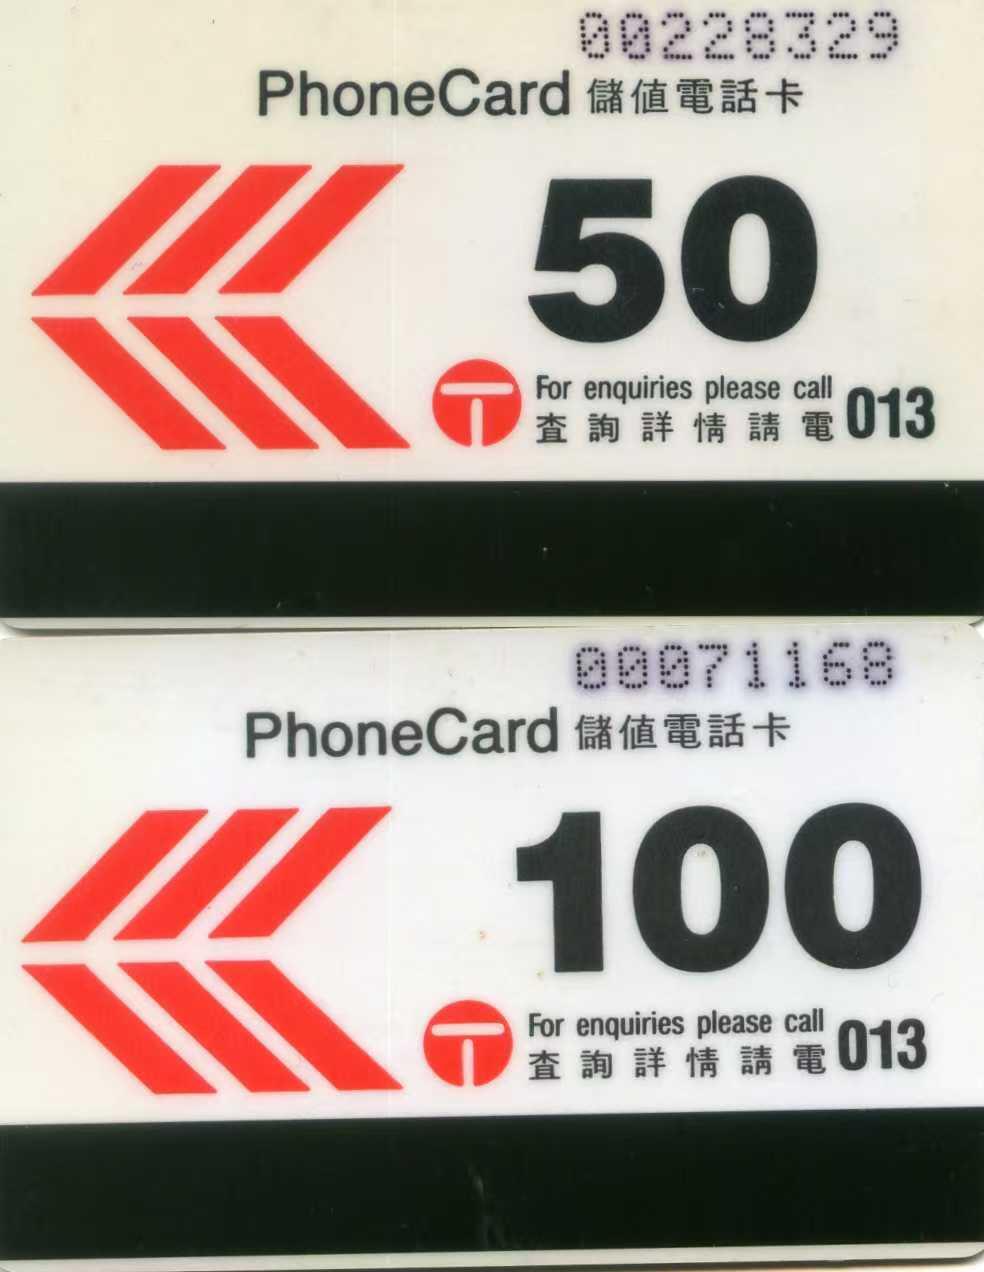 00228329
PhoneCard 儲值電話卡
50
For enquiries please call 013
查詢詳情請電
00071168
PhoneCard 儲值電話卡
100
For enquiries please call 013
查詢詳情請電